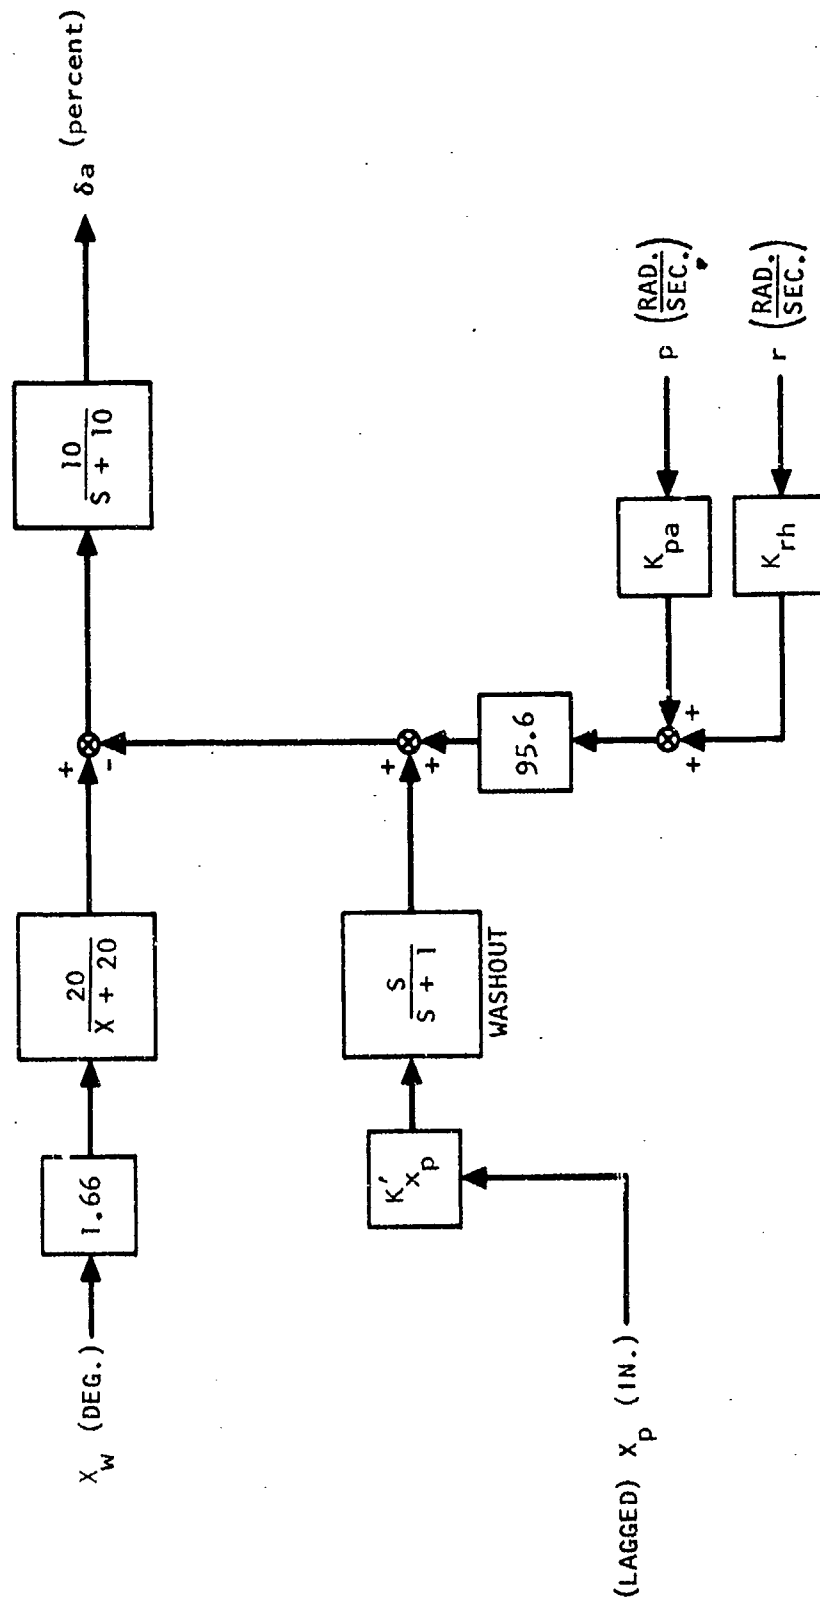 X_w (DEG.)
1.66
20
X + 20
+
-
10
S + 10
δa (percent)
(LAGGED) X_p (IN.)
K'_{x_p}
S
S + 1
WASHOUT
+
+
95.6
+
+
K_pa
p (RAD./SEC.)
K_rh
r (RAD./SEC.)